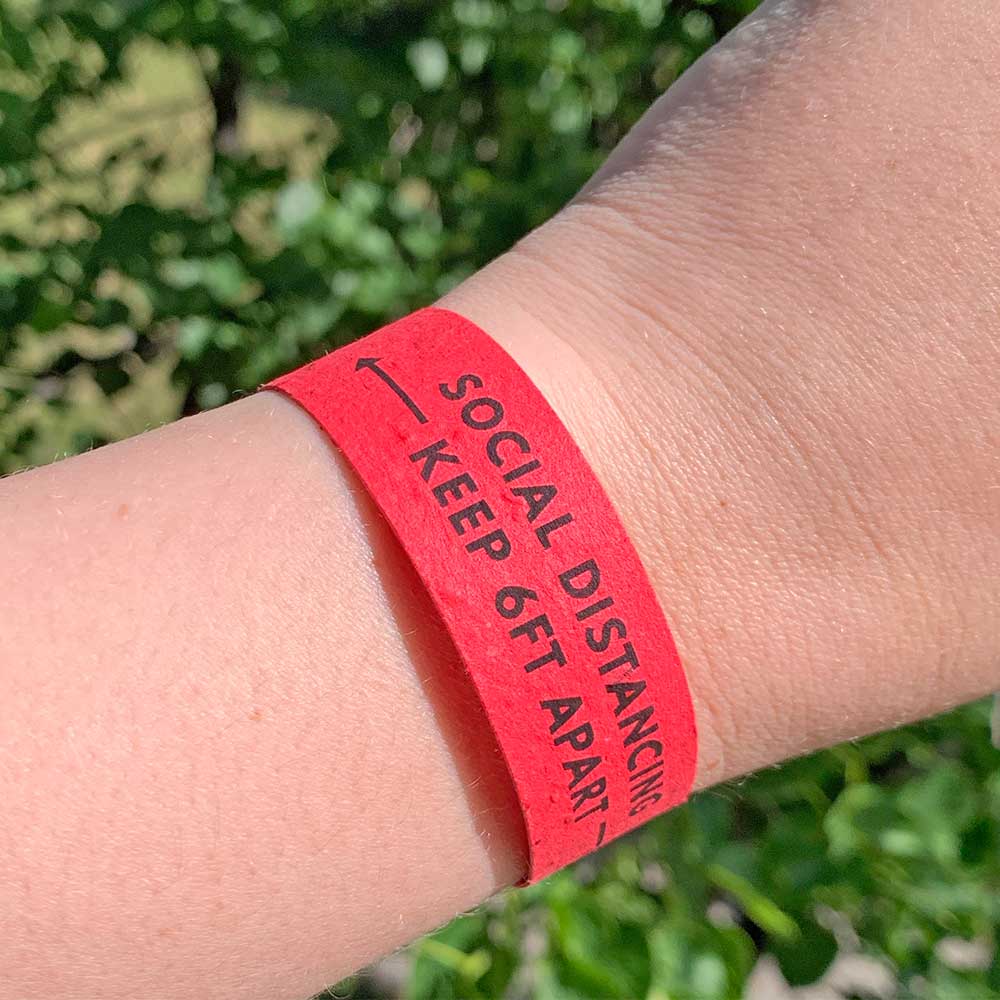 SOCIAL DISTANCING
← KEEP 6FT APART —